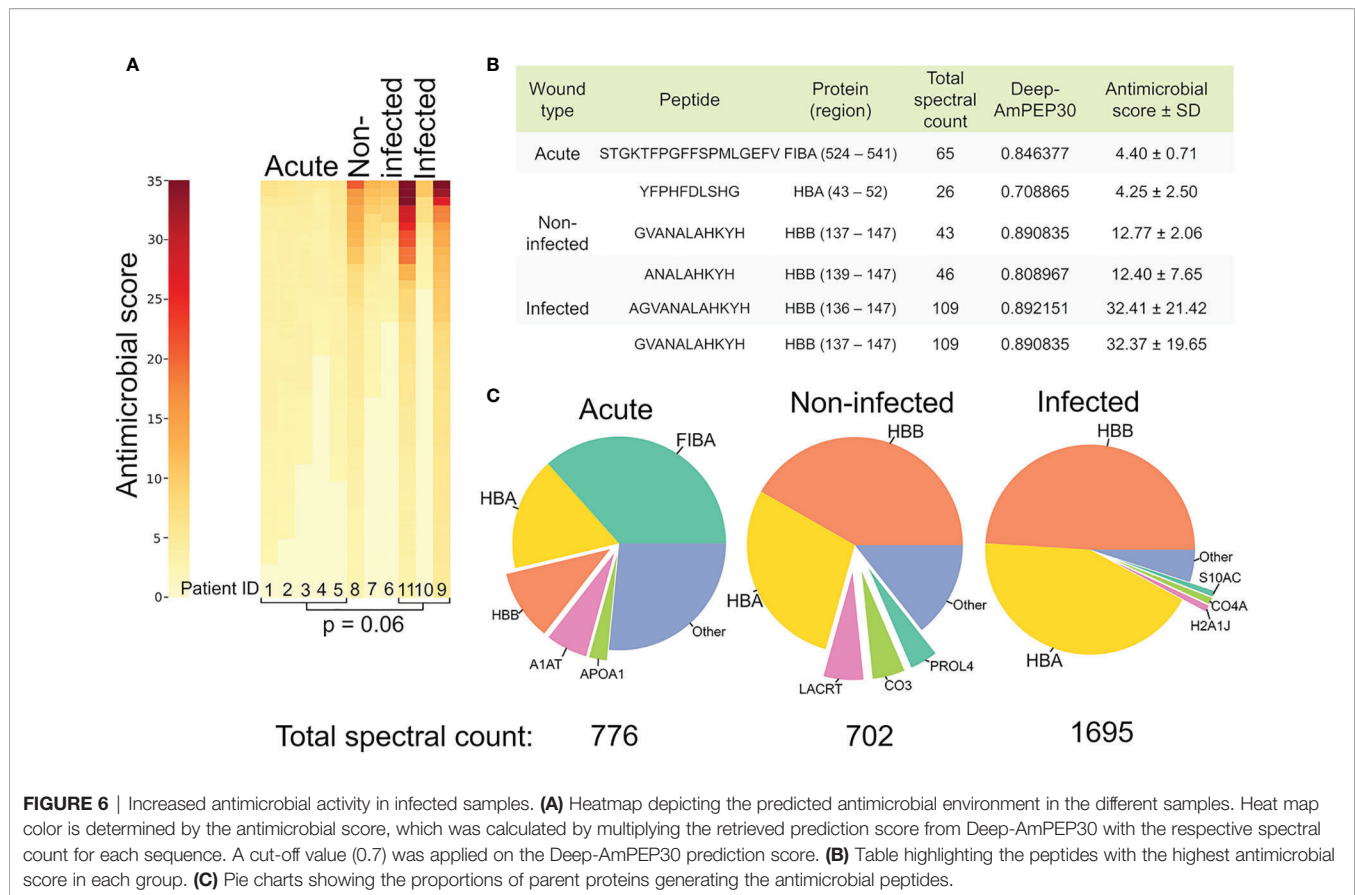 A
Acute
Non-
infected
Infected
Antimicrobial score
35
30
25
20
15
10
5
0
Patient ID 1 2 3 4 5 8 7 6 11 10 9
p = 0.06
B
Wound type Peptide Protein (region) Total spectral count Deep-AmPEP30 Antimicrobial score ± SD
Acute STGKTFPGFFSPMLGEFV FIBA (524 – 541) 65 0.846377 4.40 ± 0.71
YFPHFDLSHG HBA (43 – 52) 26 0.708865 4.25 ± 2.50
Non-infected GVANALAHKYH HBB (137 – 147) 43 0.890835 12.77 ± 2.06
ANALAHKYH HBB (139 – 147) 46 0.808967 12.40 ± 7.65
Infected AGVANALAHKYH HBB (136 – 147) 109 0.892151 32.41 ± 21.42
GVANALAHKYH HBB (137 – 147) 109 0.890835 32.37 ± 19.65
C
Acute
FIBA
HBA
HBB
A1AT
APOA1
Other
Non-infected
HBB
HBA
LACRT
CO3
PROL4
Other
Infected
HBB
Other
S10AC
CO4A
H2A1J
HBA
Total spectral count: 776 702 1695
FIGURE 6 | Increased antimicrobial activity in infected samples. (A) Heatmap depicting the predicted antimicrobial environment in the different samples. Heat map
color is determined by the antimicrobial score, which was calculated by multiplying the retrieved prediction score from Deep-AmPEP30 with the respective spectral
count for each sequence. A cut-off value (0.7) was applied on the Deep-AmPEP30 prediction score. (B) Table highlighting the peptides with the highest antimicrobial
score in each group. (C) Pie charts showing the proportions of parent proteins generating the antimicrobial peptides.